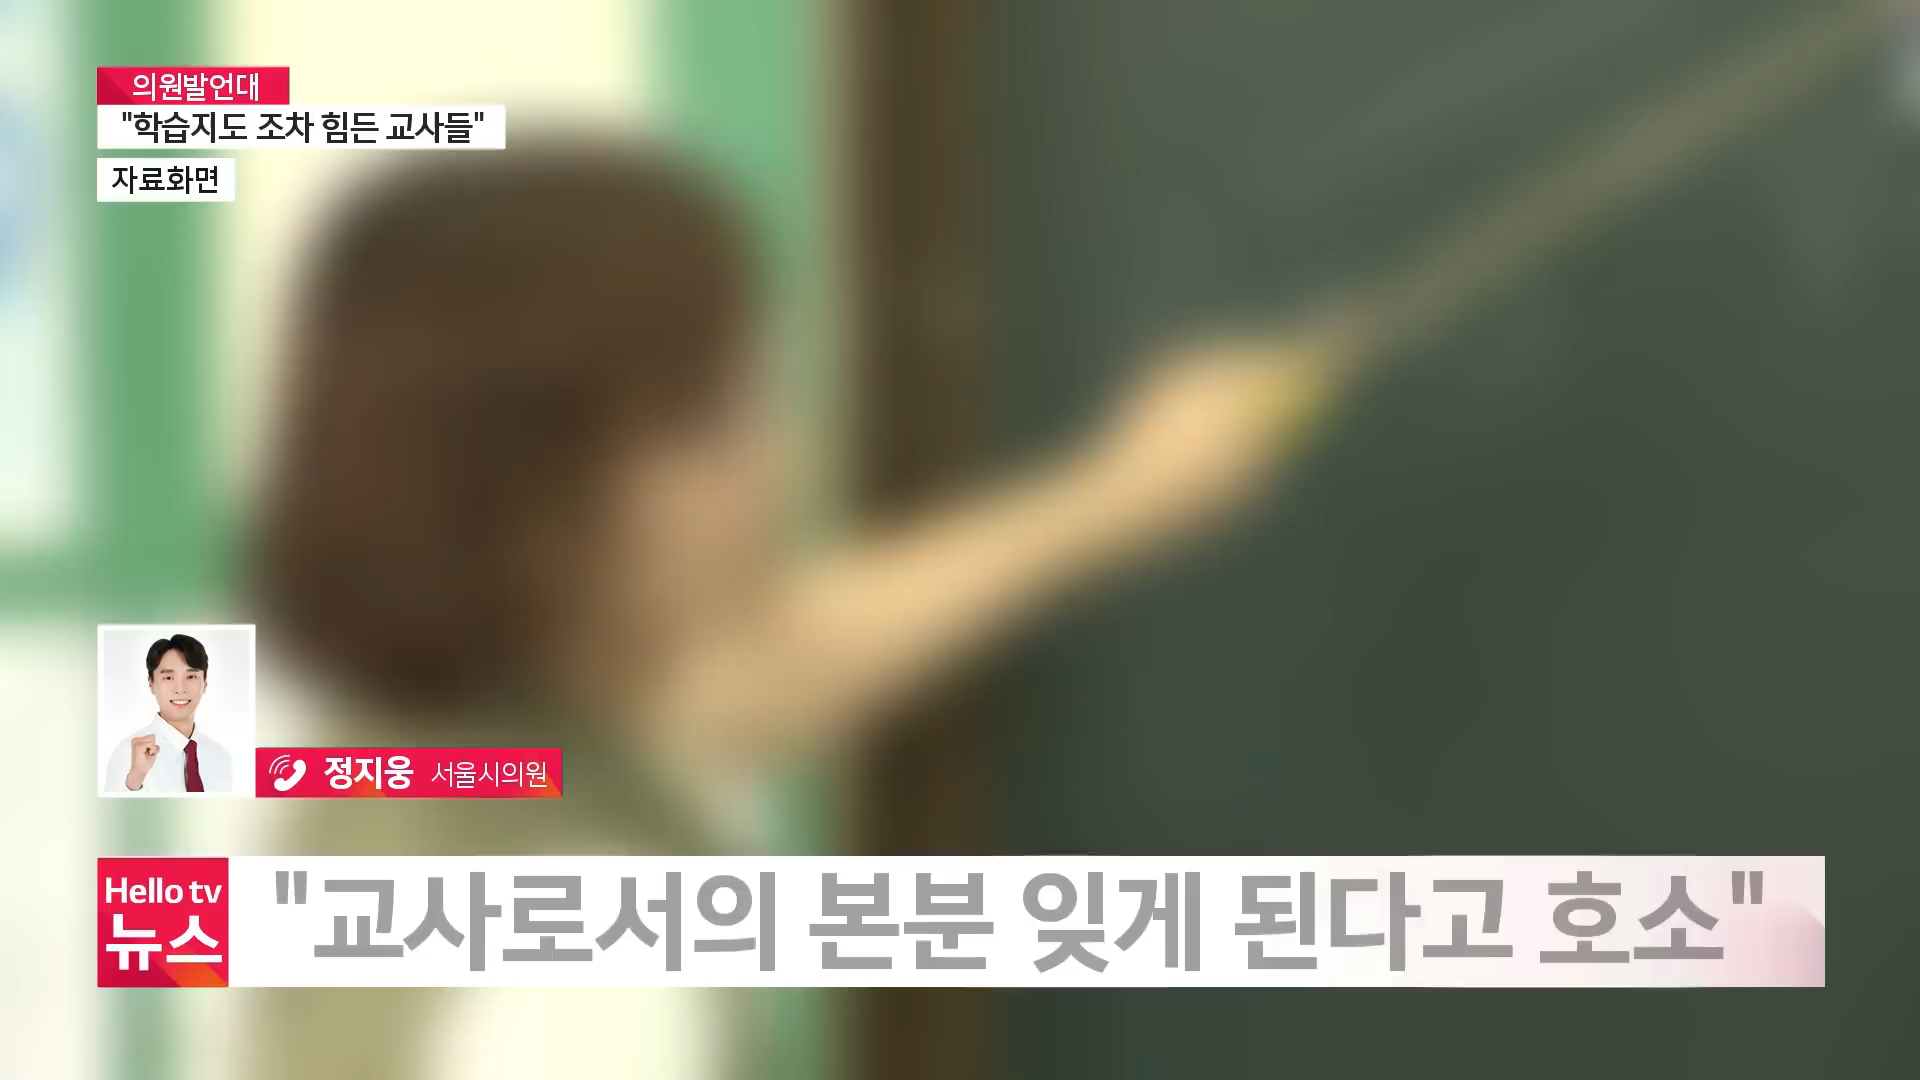 의원발언대
"학습지도 조차 힘든 교사들"
자료화면
정지웅 서울시의원
Hello tv
뉴스
"교사로서의 본분 잊게 된다고 호소"